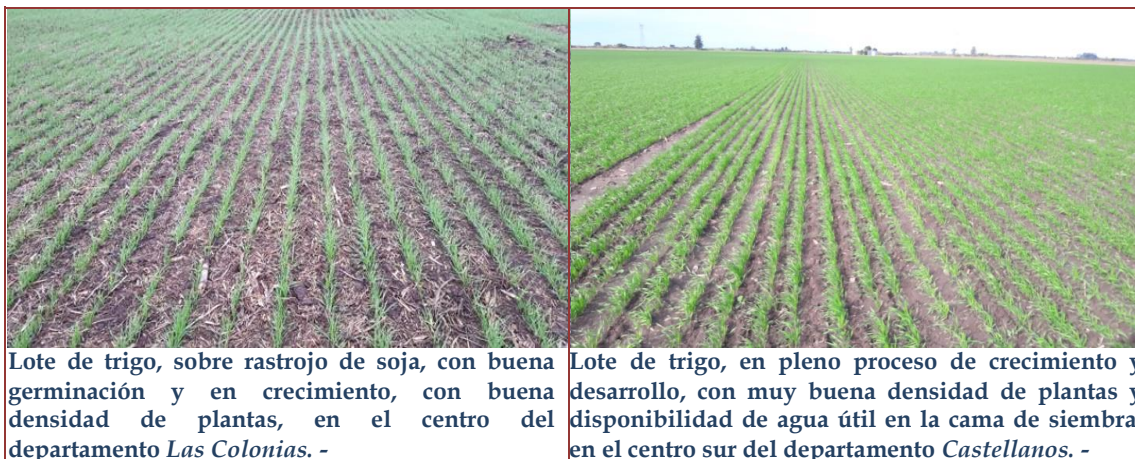 Lote de trigo, sobre rastrojo de soja, con buena
germinación y en crecimiento, con buena
densidad de plantas, en el centro del
departamento Las Colonias. -
Lote de trigo, en pleno proceso de crecimiento y
desarrollo, con muy buena densidad de plantas y
disponibilidad de agua útil en la cama de siembra
en el centro sur del departamento Castellanos. -